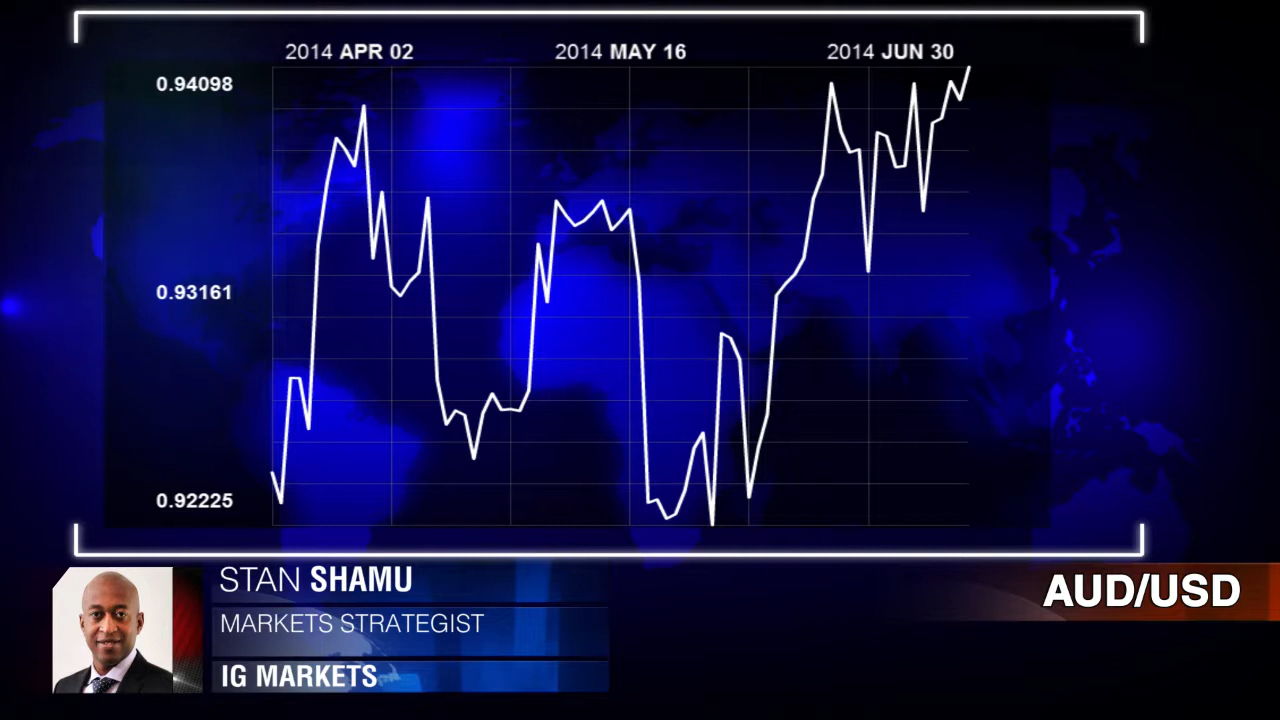 2014 APR 02 2014 MAY 16 2014 JUN 30
0.94098
0.93161
0.92225
STAN SHAMU
MARKETS STRATEGIST
IG MARKETS
AUD/USD